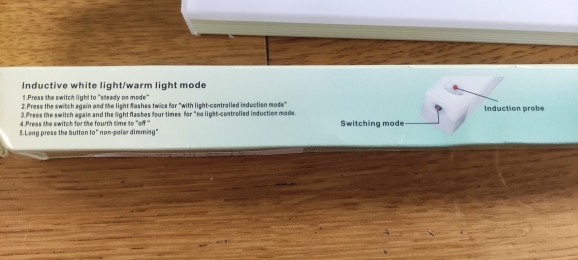 Inductive white light/warm light mode
1.Press the switch light to "steady on mode"
2.Press the switch again and the light flashes twice for "with light-controlled induction mode"
3.Press the switch again and the light flashes four times for "no light-controlled induction mode.
4.Press the switch for the fourth time to "off "
5.Long press the button to" non-polar dimming"
Induction probe
Switching mode